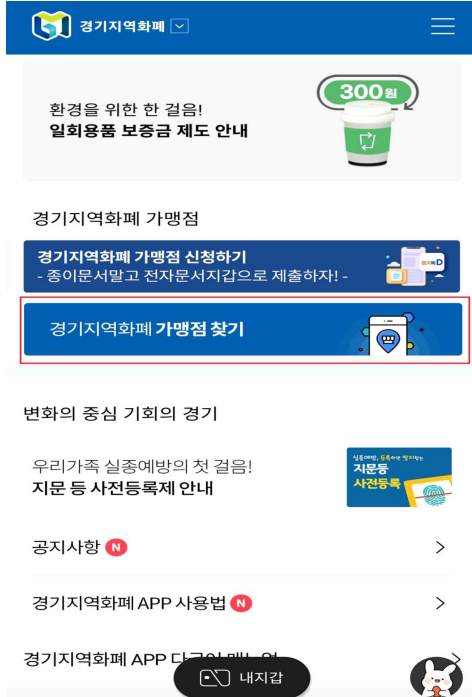 경기지역화폐
300원
환경을 위한 한 걸음!
일회용품 보증금 제도 안내
경기지역화폐 가맹점
경기지역화폐 가맹점 신청하기
- 종이문서말고 전자문서지갑으로 제출하자! -
경기지역화폐 가맹점 찾기
변화의 중심 기회의 경기
우리가족 실종예방의 첫 걸음!
지문 등 사전등록제 안내
지문등
사전등록
공지사항 N
경기지역화폐 APP 사용법 N
경기지역화폐 APP
내지갑